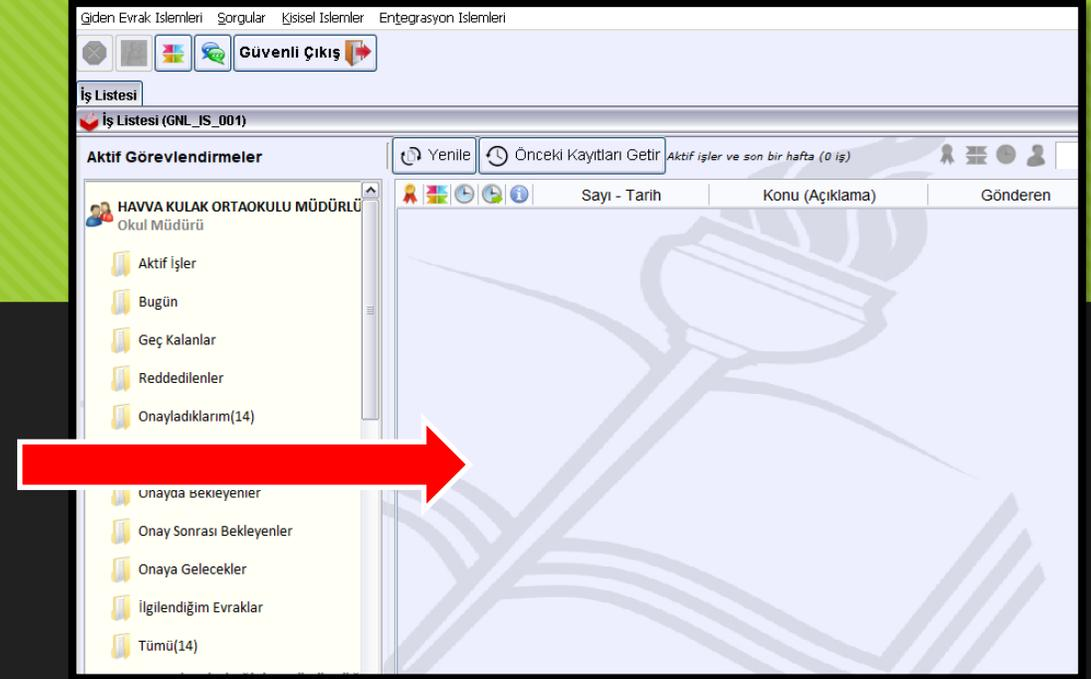 Giden Evrak Islemleri Sorgular Kisisel Islemler Entegrasyon Islemleri
Güvenli Çıkış
İş Listesi
İş Listesi (GNL_IS_001)
Aktif Görevlendirmeler
Yenile Önceki Kayıtları Getir Aktif işler ve son bir hafta (0 iş)
Sayı - Tarih Konu (Açıklama) Gönderen
HAVVA KULAK ORTAOKULU MÜDÜRLÜ
Okul Müdürü
Aktif İşler
Bugün
Geç Kalanlar
Reddedilenler
Onayladıklarım(14)
Onayda Bekleyenler
Onay Sonrası Bekleyenler
Onaya Gelecekler
İlgilendiğim Evraklar
Tümü(14)